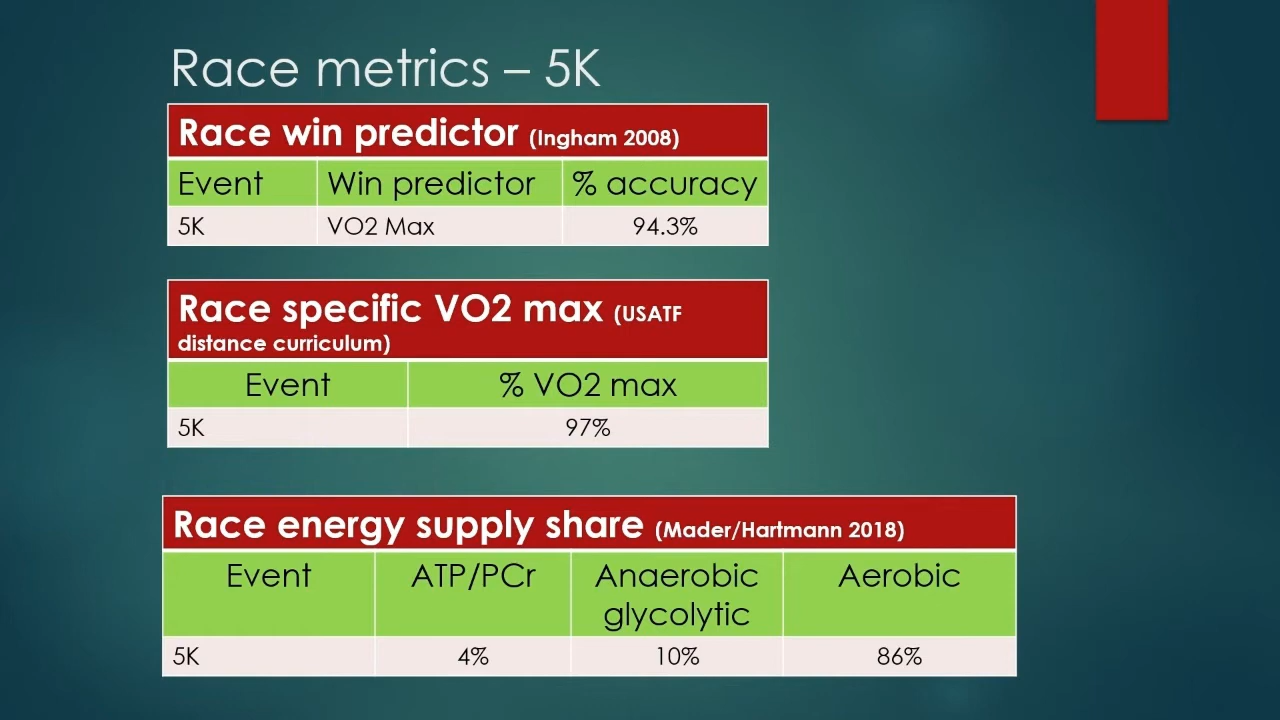 Race metrics – 5K
Race win predictor (Ingham 2008)
Event Win predictor % accuracy
5K VO2 Max 94.3%
Race specific VO2 max (USATF
distance curriculum)
Event % VO2 max
5K 97%
Race energy supply share (Mader/Hartmann 2018)
Event ATP/PCr Anaerobic Aerobic
glycolytic
5K 4% 10% 86%